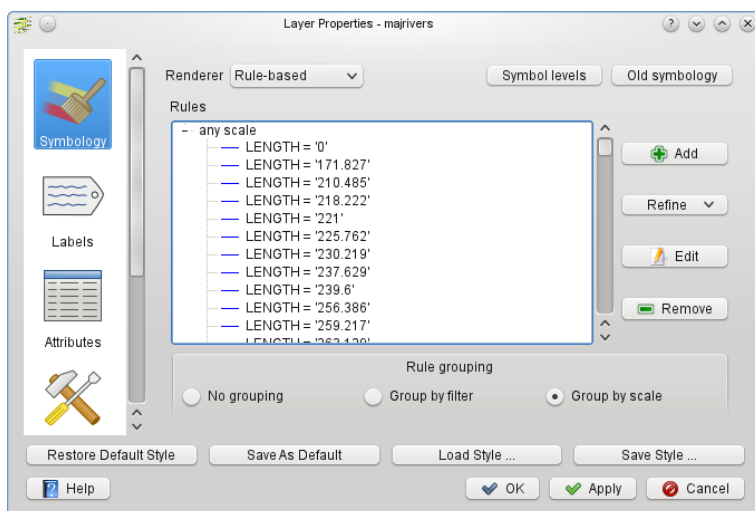 Layer Properties - majrivers
Renderer Rule-based Symbol levels Old symbology
Rules
any scale
LENGTH = '0'
LENGTH = '171.827'
LENGTH = '210.485'
LENGTH = '218.222'
LENGTH = '221'
LENGTH = '225.762'
LENGTH = '230.219'
LENGTH = '237.629'
LENGTH = '239.6'
LENGTH = '256.386'
LENGTH = '259.217'
Symbology
Labels
Attributes
Add
Refine
Edit
Remove
Rule grouping
No grouping Group by filter Group by scale
Restore Default Style Save As Default Load Style ... Save Style ...
Help OK Apply Cancel